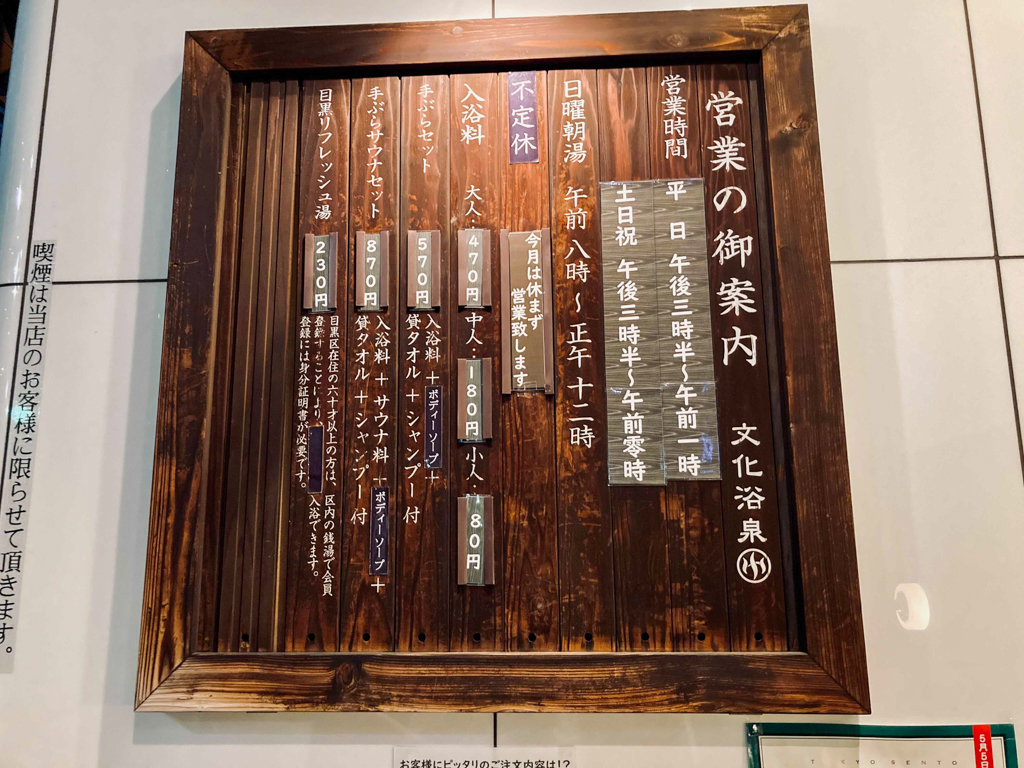 営業の御案内 文化浴泉
営業時間
平日 午後三時半〜午前一時
土日祝 午後三時半〜午前零時
日曜朝湯 午前八時〜正午十二時
不定休
今月は休まず
営業致します
入浴料 大人:470円 中人:180円 小人:80円
手ぶらセット 570円
入浴料+ボディーソープ+
貸タオル+シャンプー付
手ぶらサウナセット 870円
入浴料+サウナ料+ボディーソープ+
貸タオル+シャンプー付
目黒リフレッシュ湯 230円
目黒区在住の六十才以上の方は、区内の銭湯で会員
登録することにより 入浴できます。
登録には身分証明書が必要です。
喫煙は当店のお客様に限らせて頂きます。
お客様にピッタリのご注文内容は!?
BENTO
5月5日